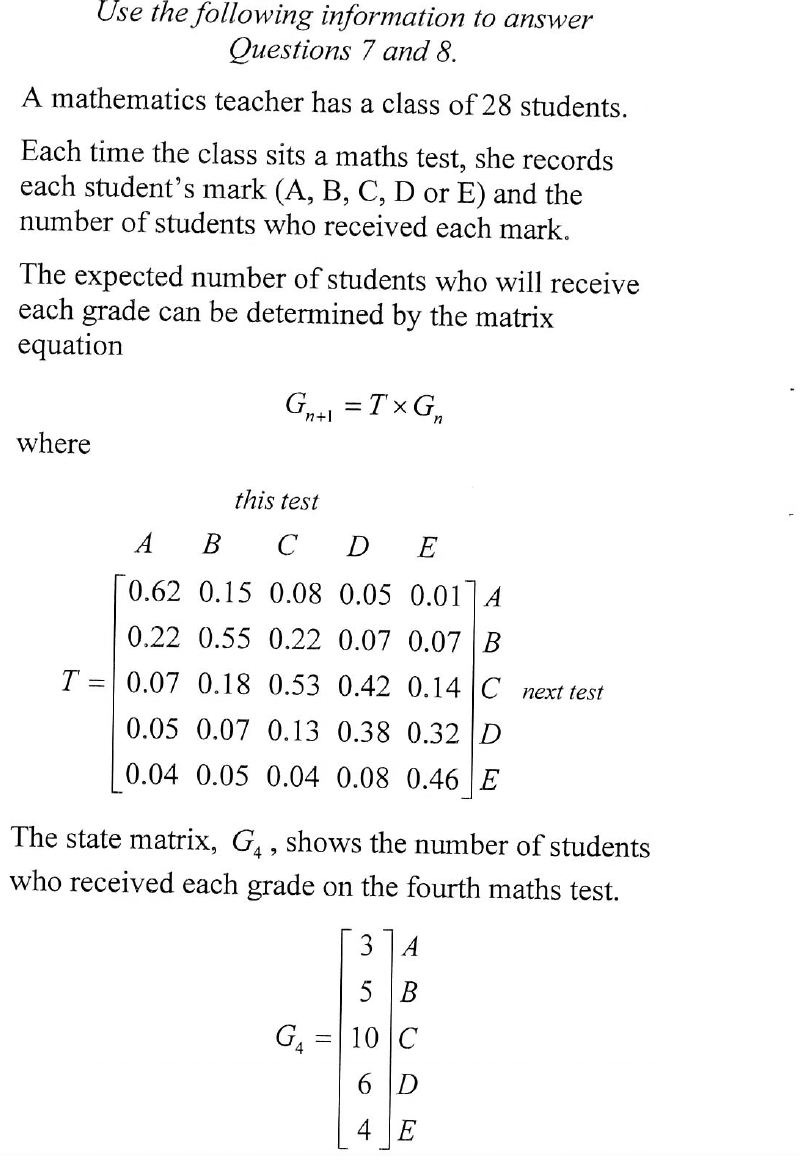 Use the following information to answer
Questions 7 and 8.
A mathematics teacher has a class of 28 students.
Each time the class sits a maths test, she records
each student's mark (A, B, C, D or E) and the
number of students who received each mark.
The expected number of students who will receive
each grade can be determined by the matrix
equation
Gₙ₊₁ = T × Gₙ
where
this test
A B C D E
0.62 0.15 0.08 0.05 0.01 A
0.22 0.55 0.22 0.07 0.07 B
T = 0.07 0.18 0.53 0.42 0.14 C next test
0.05 0.07 0.13 0.38 0.32 D
0.04 0.05 0.04 0.08 0.46 E
The state matrix, G₄, shows the number of students
who received each grade on the fourth maths test.
3 A
5 B
G₄ = 10 C
6 D
4 E